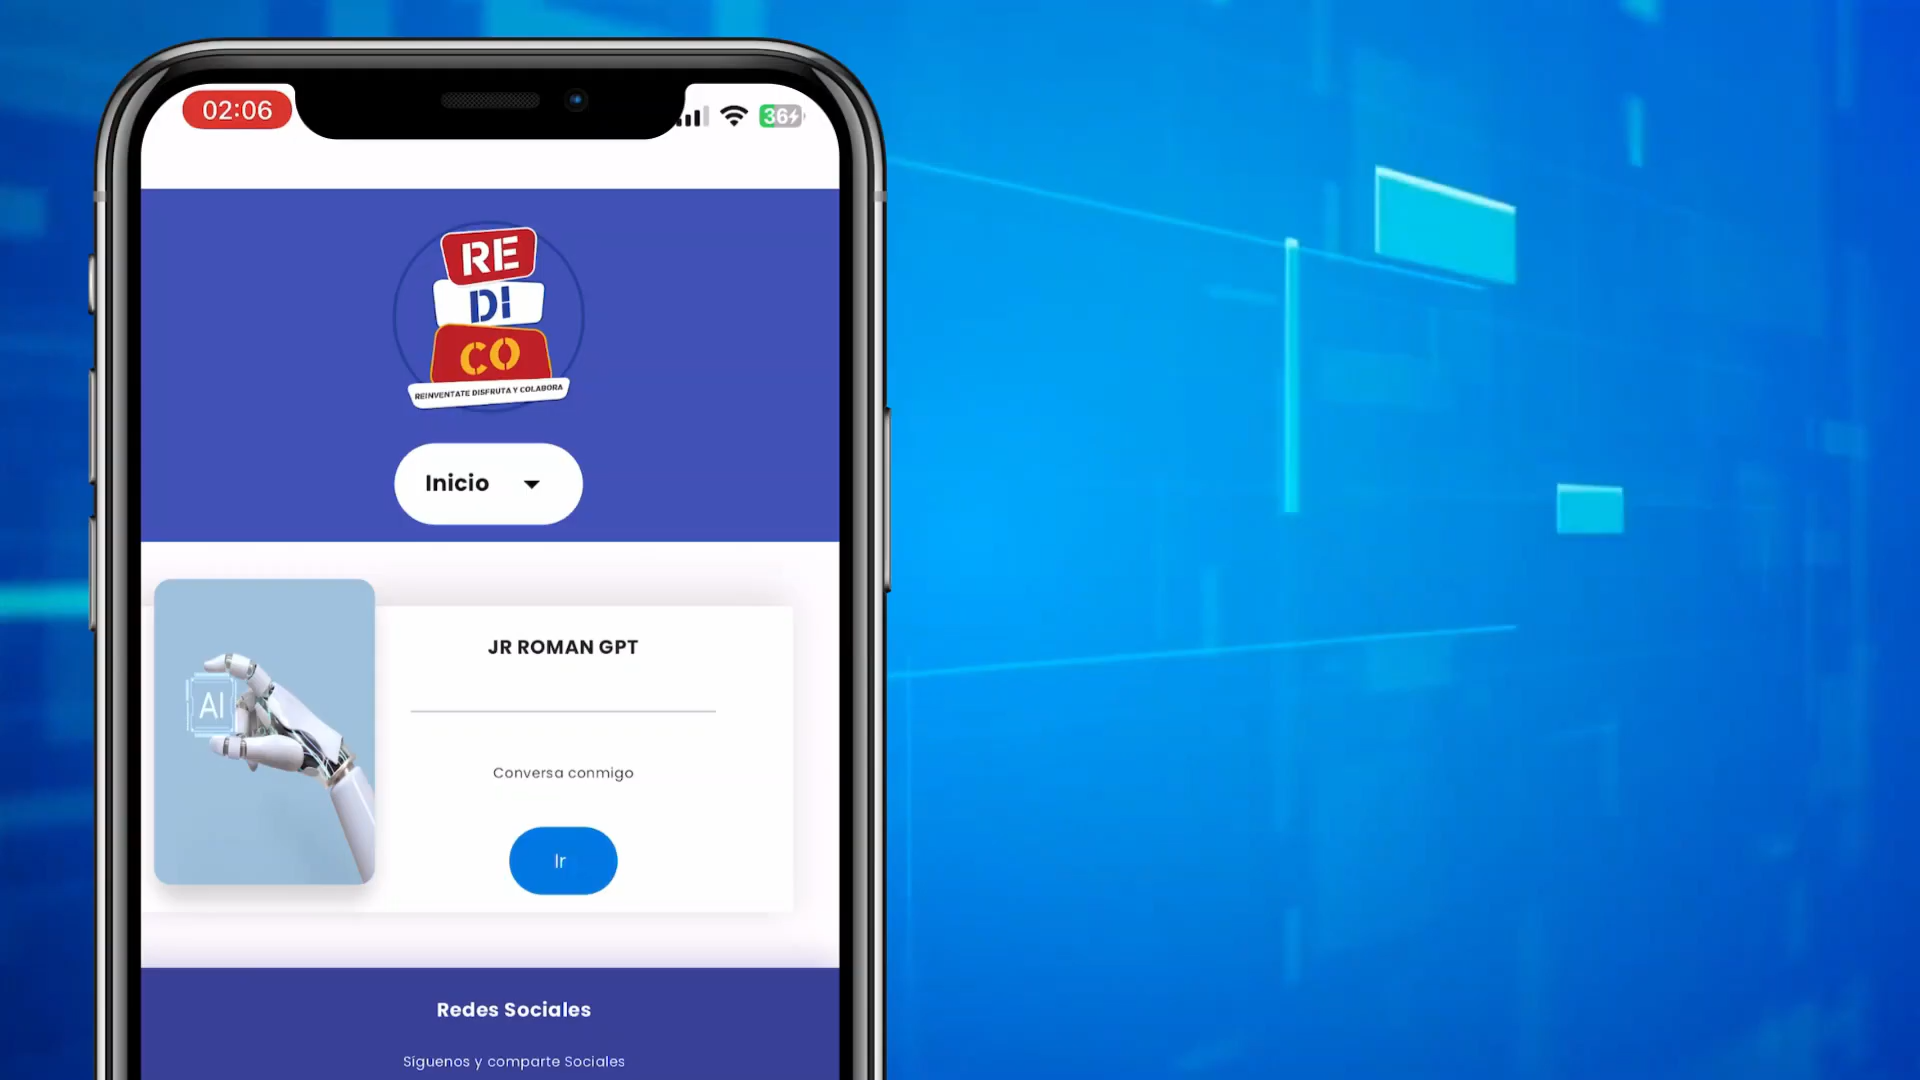 02:06
36
RE
DI
CO
REINVENTATE DISFRUTA Y COLABORA
Inicio
AI
JR ROMAN GPT
Conversa conmigo
Ir
Redes Sociales
Síguenos y comparte Sociales